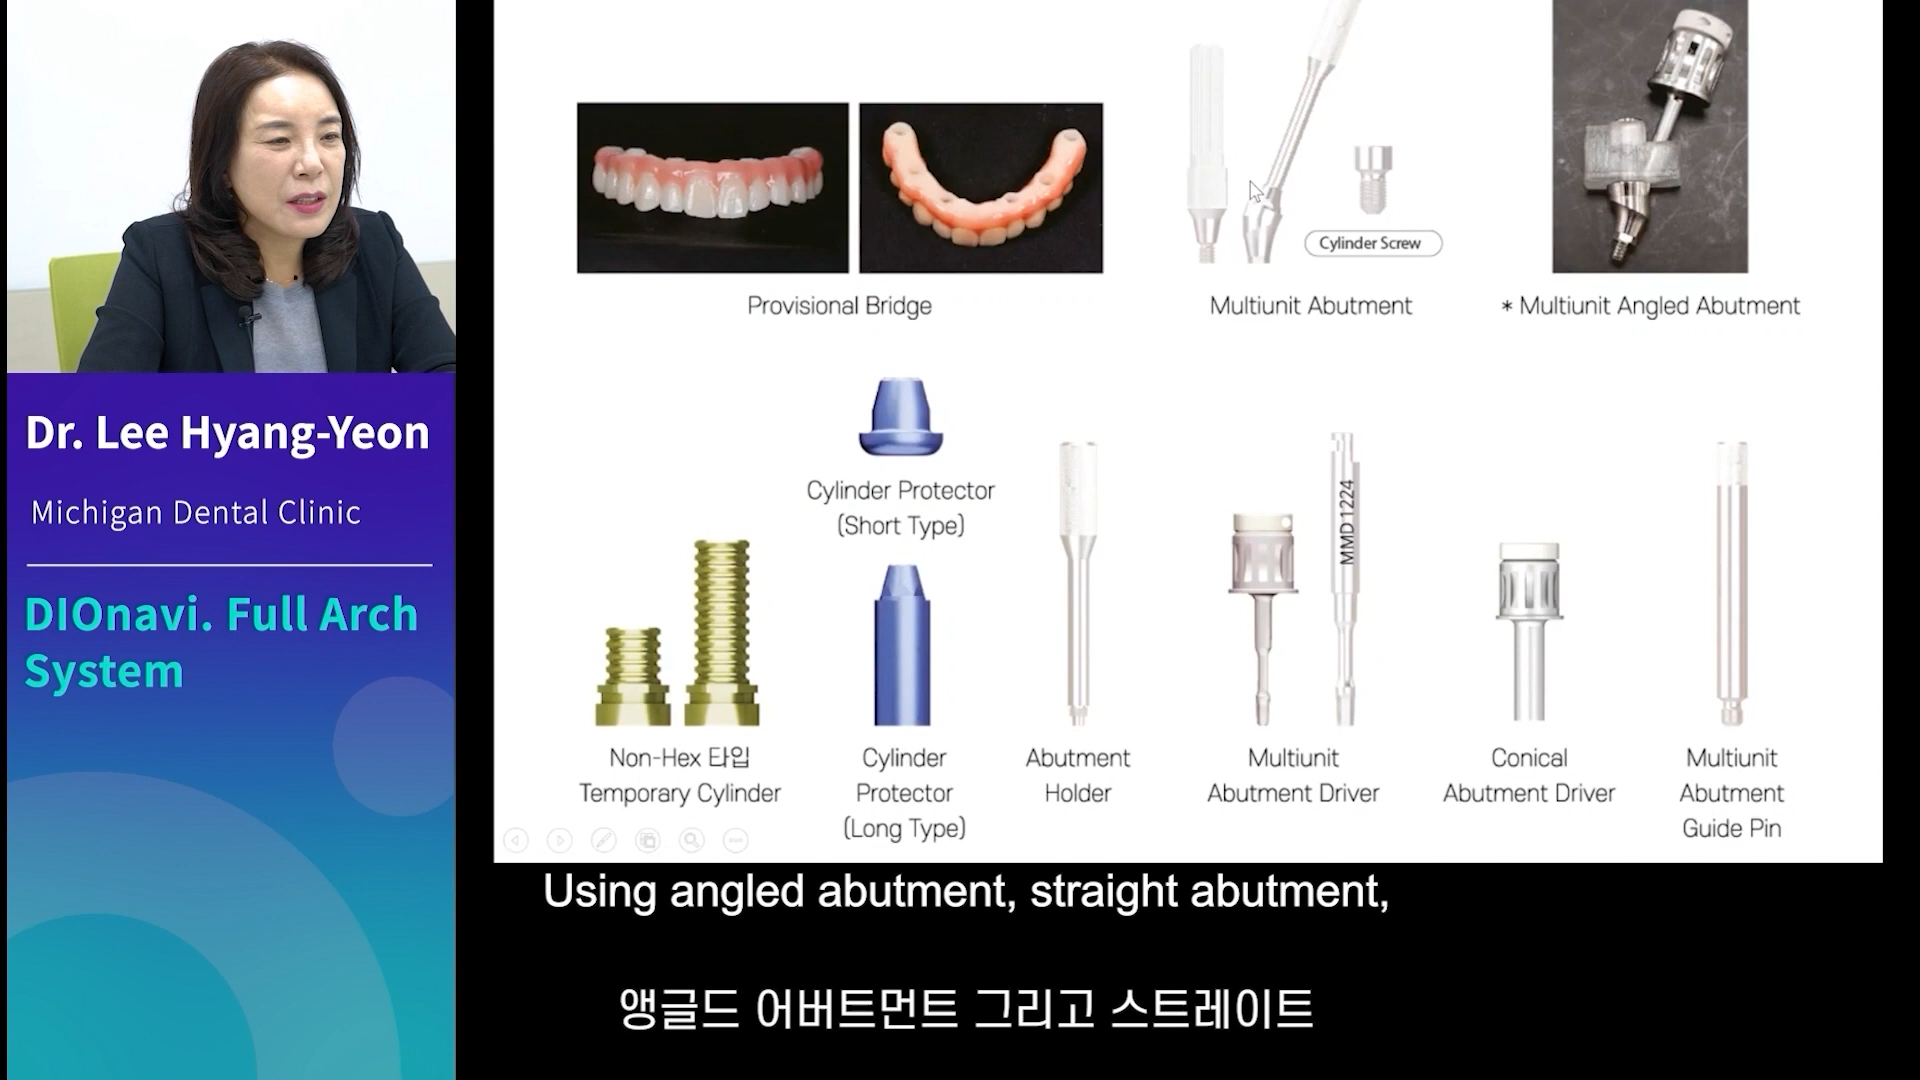 Dr. Lee Hyang-Yeon
Michigan Dental Clinic
DIOnavi. Full Arch
System
Cylinder Screw
Provisional Bridge
Multiunit Abutment
* Multiunit Angled Abutment
Cylinder Protector
(Short Type)
MMD 1224
Non-Hex 타입
Temporary Cylinder
Cylinder
Protector
(Long Type)
Abutment
Holder
Multiunit
Abutment Driver
Conical
Abutment Driver
Multiunit
Abutment
Guide Pin
Using angled abutment, straight abutment,
앵글드 어버트먼트 그리고 스트레이트